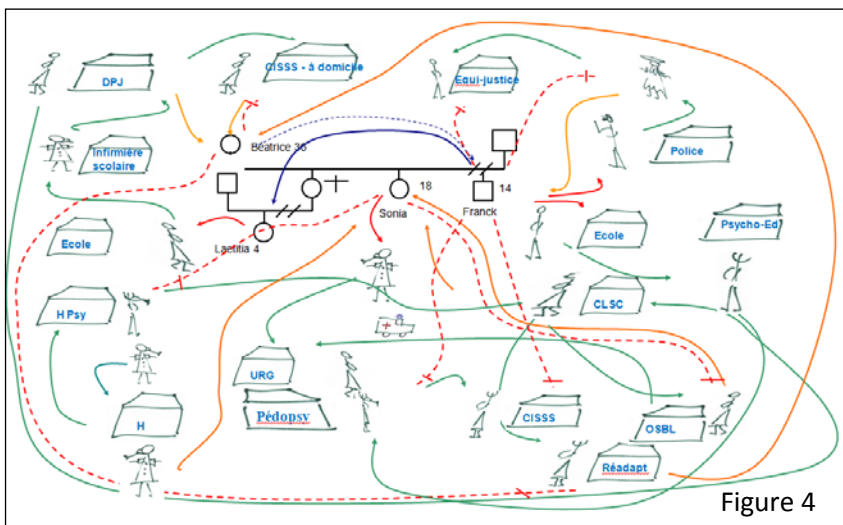 DPJ
CISSS - à domicile
Equi-justice
Infirmière
scolaire
Béatrice 36
Police
18
14
Sonia
Franck
Ecole
Laetitia 4
Ecole
Psycho-Ed
H Psy
CLSC
URG
Pédopsy
H
CISSS
OSBL
Réadapt
Figure 4